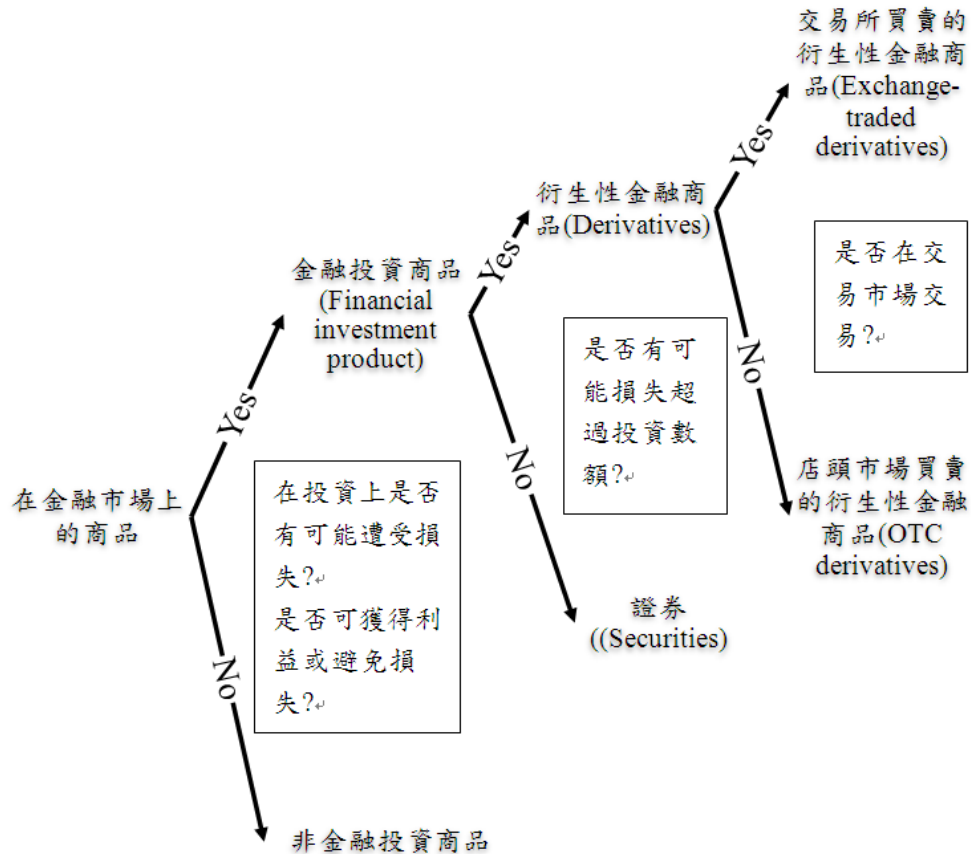 在金融市場上
的商品
Yes
No
在投資上是否
有可能遭受損
失?
是否可獲得利
益或避免損
失?
金融投資商品
(Financial
investment
product)
非金融投資商品
Yes
No
是否有可
能損失超
過投資數
額?
衍生性金融商
品(Derivatives)
證券
((Securities)
Yes
No
是否在交
易市場交
易?
交易所買賣的
衍生性金融商
品(Exchange-
traded
derivatives)
店頭市場買賣
的衍生性金融
商品(OTC
derivatives)